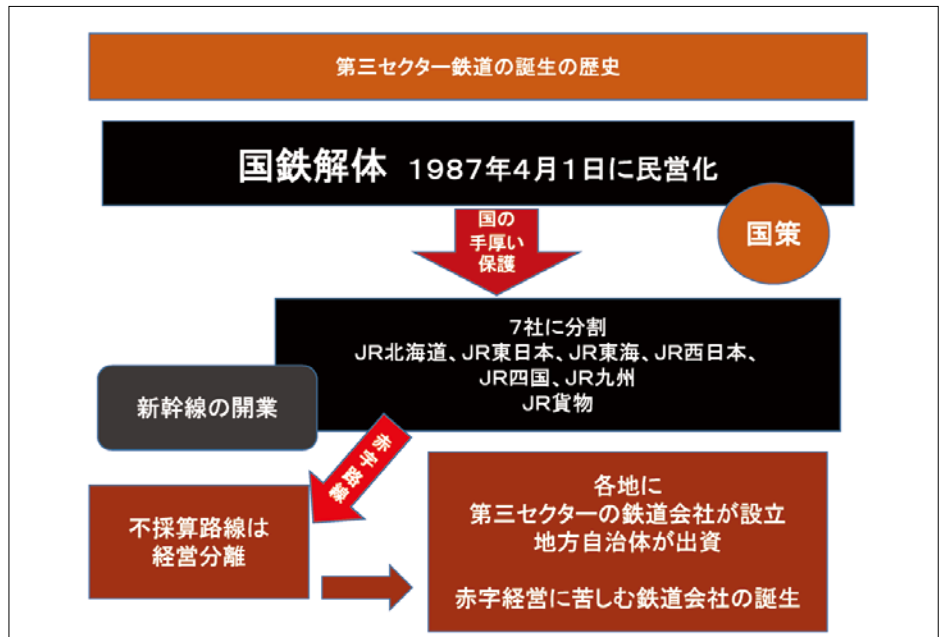 第三セクター鉄道の誕生の歴史
国鉄解体 1987年4月1日に民営化
国策
国の
手厚い
保護
7社に分割
JR北海道、JR東日本、JR東海、JR西日本、
JR四国、JR九州
JR貨物
新幹線の開業
赤字路線
不採算路線は
経営分離
各地に
第三セクターの鉄道会社が設立
地方自治体が出資
赤字経営に苦しむ鉄道会社の誕生